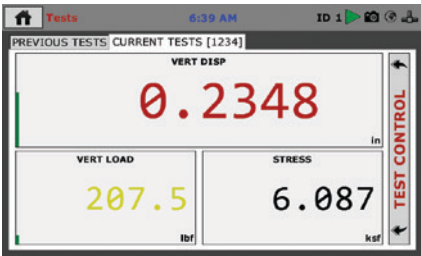 Tests 6:39 AM ID 1
PREVIOUS TESTS CURRENT TESTS [1234]
VERT DISP
0.2348
in
VERT LOAD
207.5
lbf
STRESS
6.087
ksf
TEST CONTROL